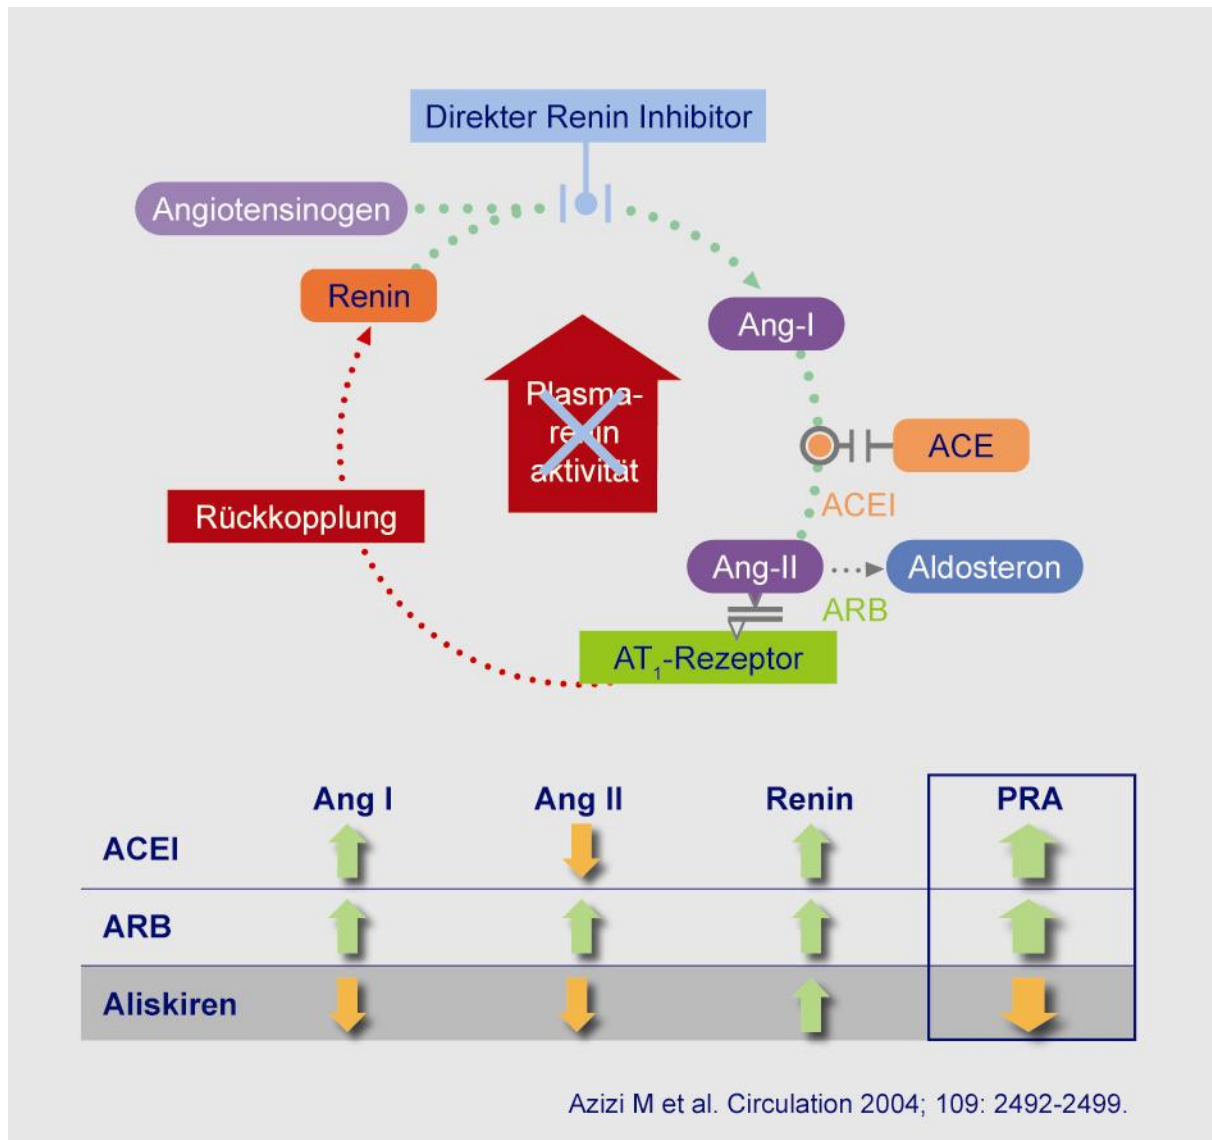 Direkter Renin Inhibitor
Angiotensinogen
Renin
Ang-I
Plasma-
renin
aktivität
ACE
ACEI
Rückkopplung
Ang-II
Aldosteron
ARB
AT₁-Rezeptor
Ang I Ang II Renin PRA
ACEI
ARB
Aliskiren
Azizi M et al. Circulation 2004; 109: 2492-2499.